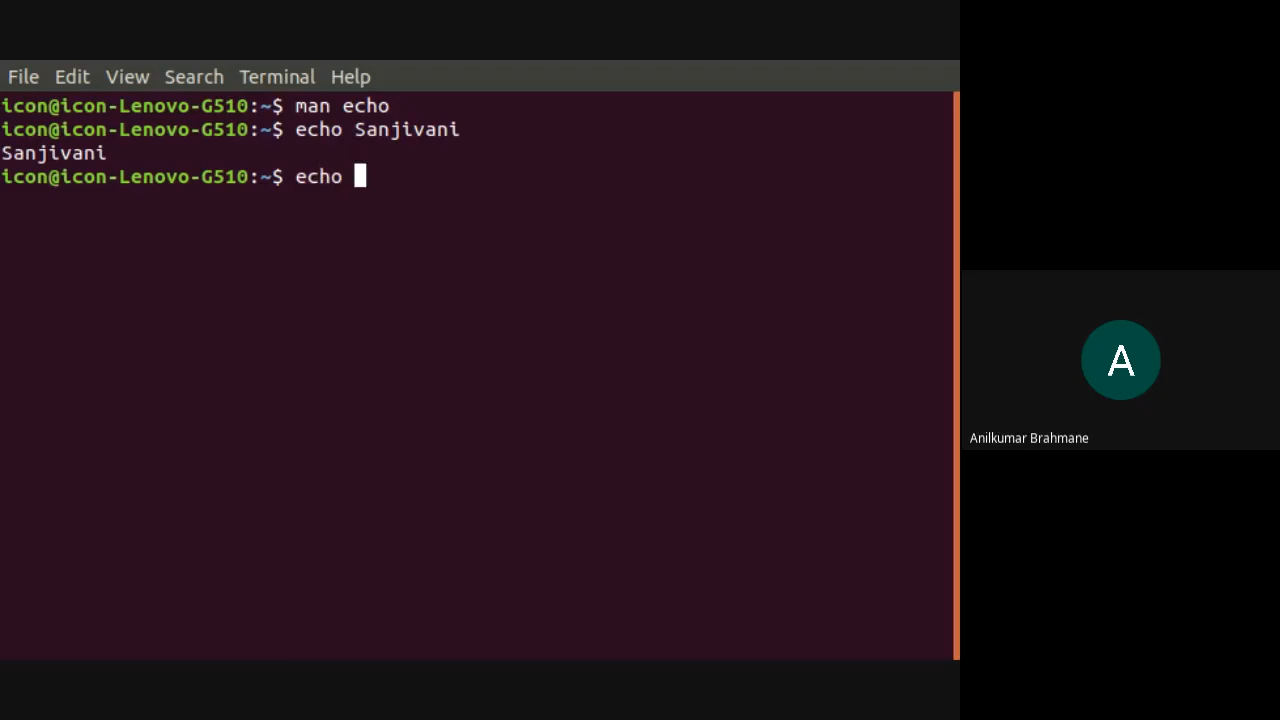 File Edit View Search Terminal Help
icon@icon-Lenovo-G510:~$ man echo
icon@icon-Lenovo-G510:~$ echo Sanjivani
Sanjivani
icon@icon-Lenovo-G510:~$ echo
A
Anilkumar Brahmane